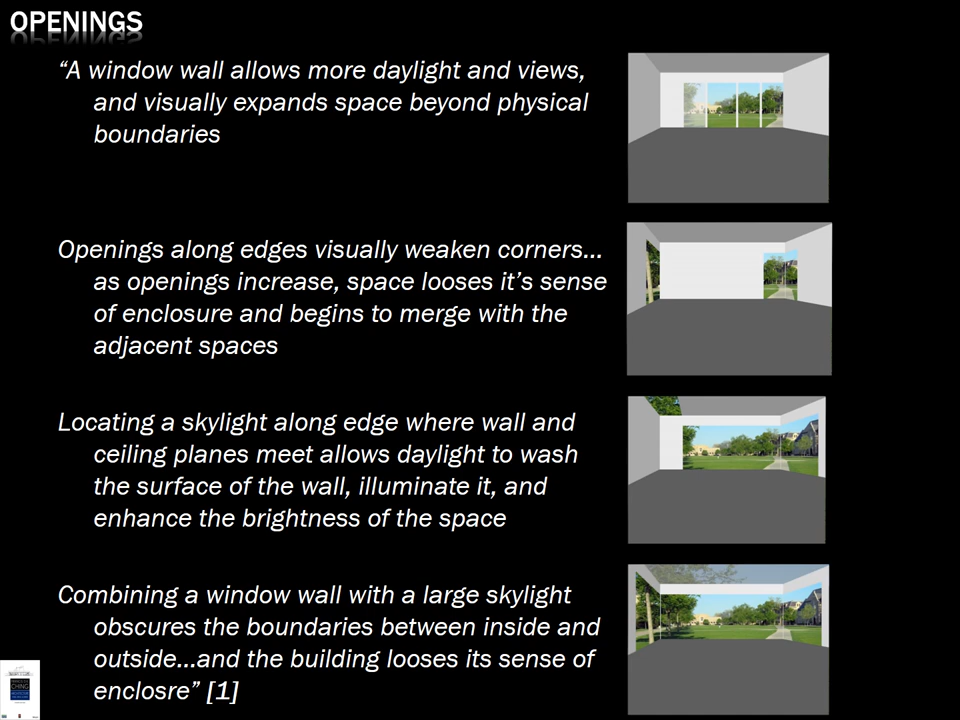 OPENINGS
“A window wall allows more daylight and views,
and visually expands space beyond physical
boundaries
Openings along edges visually weaken corners…
as openings increase, space looses it’s sense
of enclosure and begins to merge with the
adjacent spaces
Locating a skylight along edge where wall and
ceiling planes meet allows daylight to wash
the surface of the wall, illuminate it, and
enhance the brightness of the space
Combining a window wall with a large skylight
obscures the boundaries between inside and
outside…and the building looses its sense of
enclosre” [1]
CHING